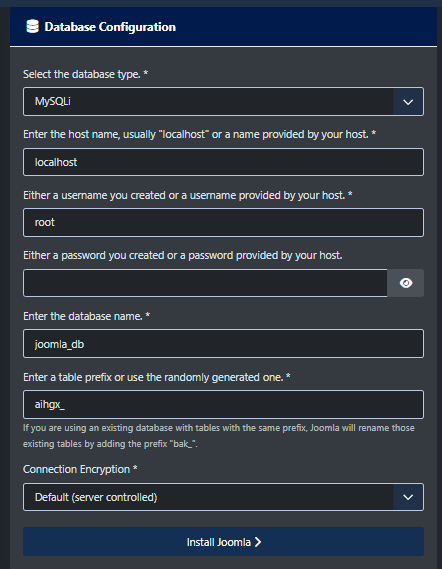 Database Configuration
Select the database type. *
MySQLi
Enter the host name, usually "localhost" or a name provided by your host. *
localhost
Either a username you created or a username provided by your host. *
root
Either a password you created or a password provided by your host.
Enter the database name. *
joomla_db
Enter a table prefix or use the randomly generated one. *
aihgx_
If you are using an existing database with tables with the same prefix, Joomla will rename those
existing tables by adding the prefix "bak_".
Connection Encryption *
Default (server controlled)
Install Joomla